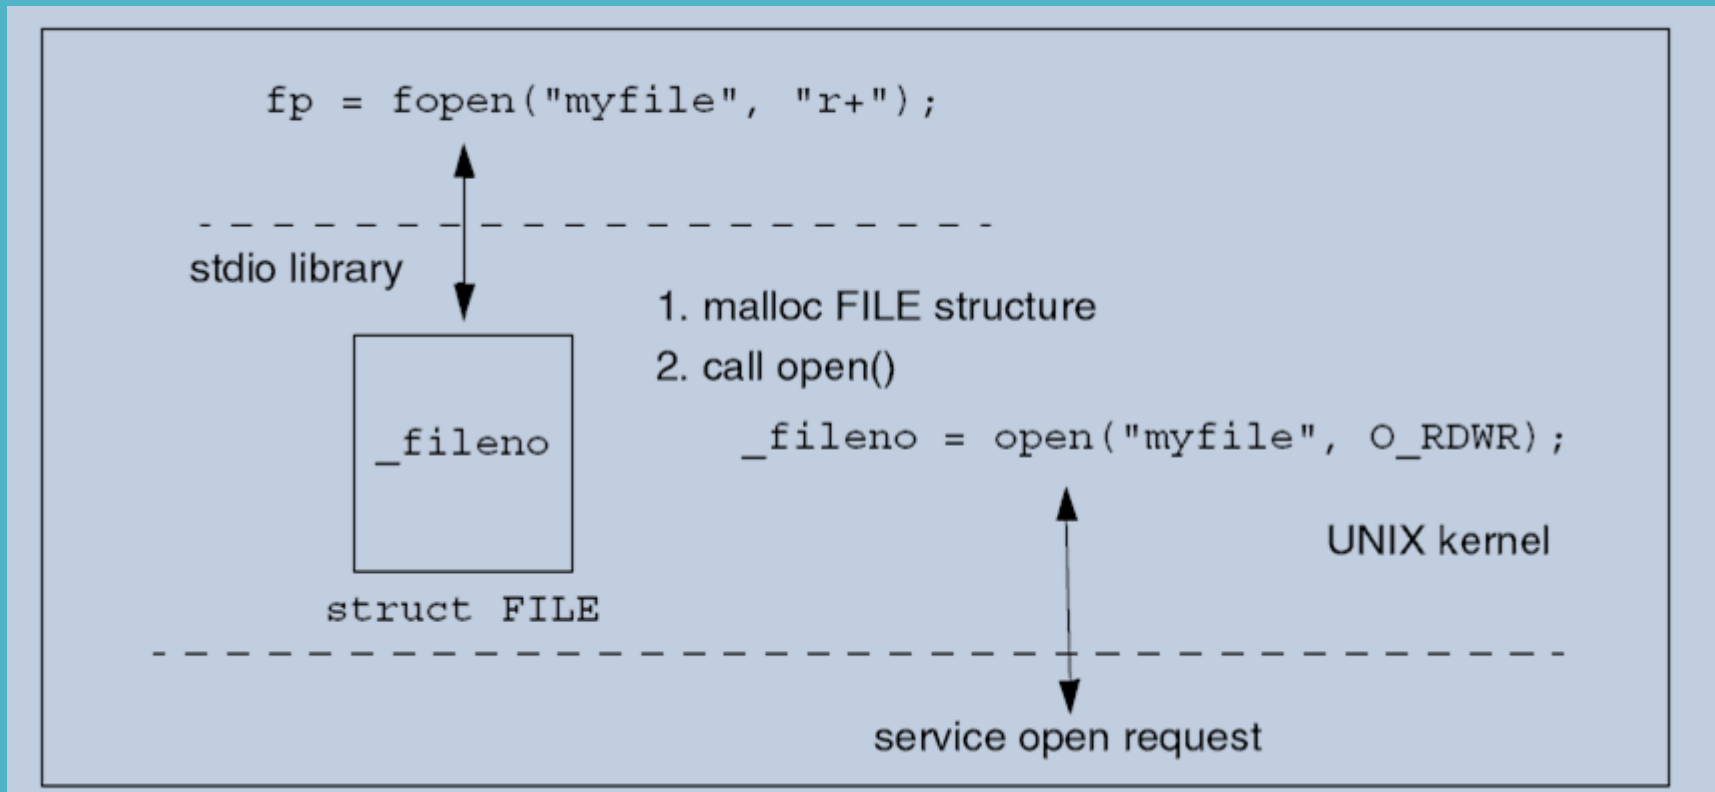 fp = fopen("myfile", "r+");
stdio library
1. malloc FILE structure
2. call open()
_fileno
_fileno = open("myfile", O_RDWR);
UNIX kernel
struct FILE
service open request